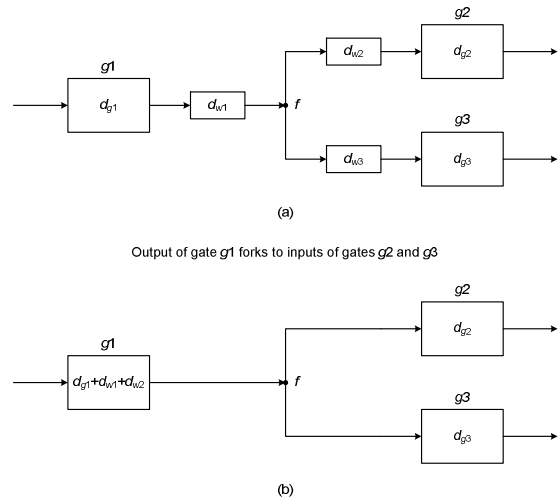 g2
d_w2
d_g2
g1
d_g1
d_w1
f
g3
d_w3
d_g3
(a)
Output of gate g1 forks to inputs of gates g2 and g3
g2
d_g2
g1
d_g1+d_w1+d_w2
f
g3
d_g3
(b)